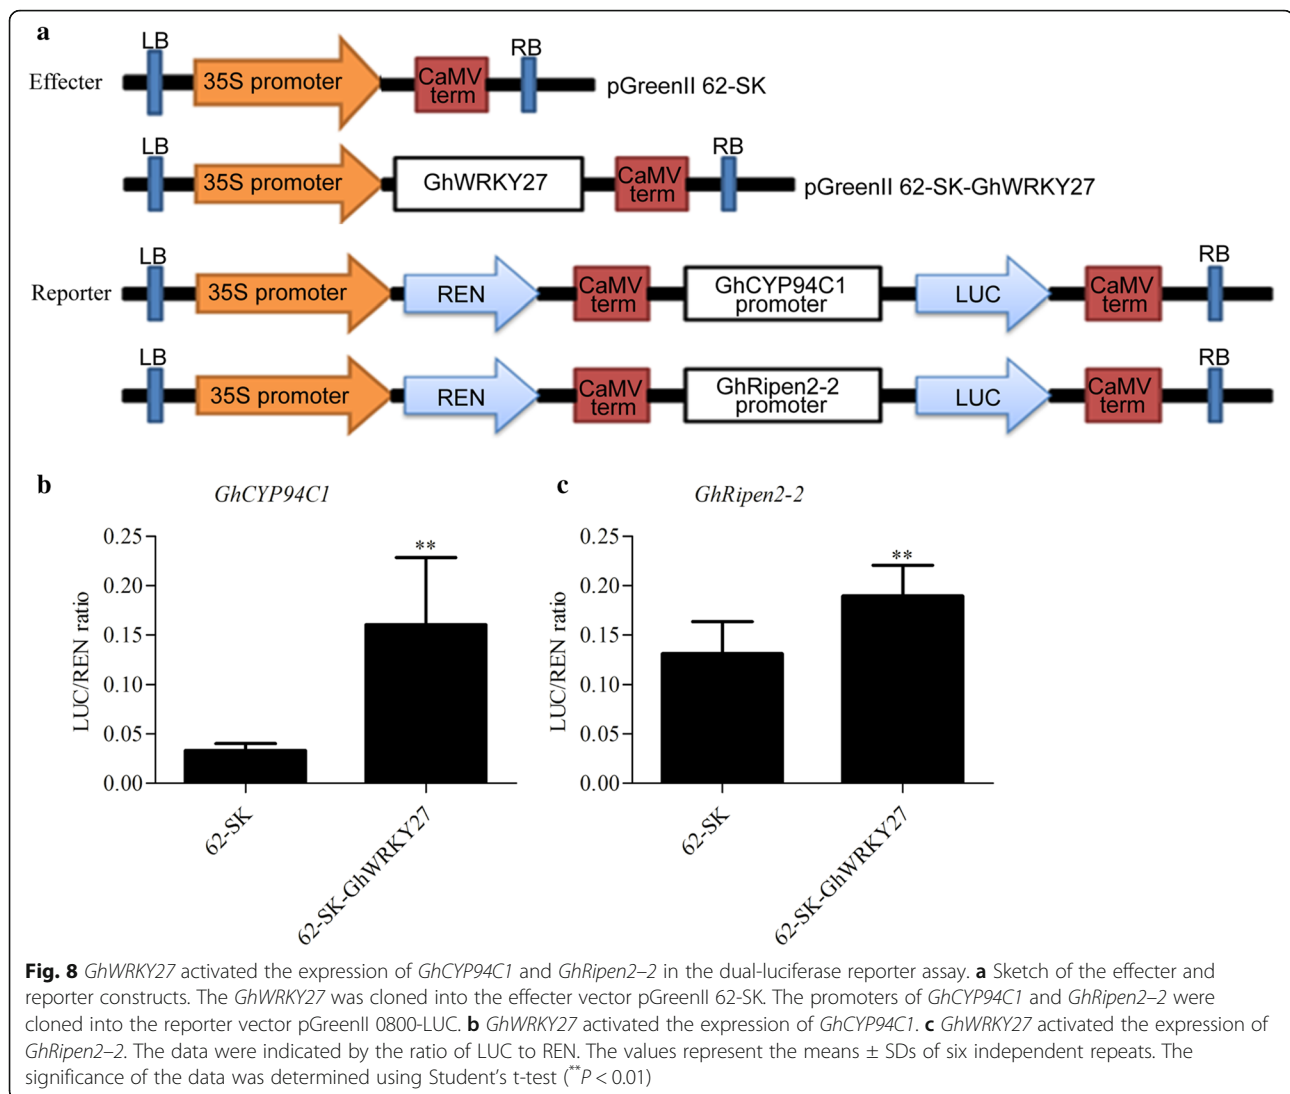 a
LB
RB
Effecter
35S promoter
CaMV
term
pGreenII 62-SK
LB
RB
35S promoter
GhWRKY27
CaMV
term
pGreenII 62-SK-GhWRKY27
LB
RB
Reporter
35S promoter
REN
CaMV
term
GhCYP94C1
promoter
LUC
CaMV
term
LB
RB
35S promoter
REN
CaMV
term
GhRipen2-2
promoter
LUC
CaMV
term
b
GhCYP94C1
LUC/REN ratio
0.25
0.20
0.15
0.10
0.05
0.00
**
62-SK
62-SK-GhWRKY27
c
GhRipen2-2
LUC/REN ratio
0.25
0.20
0.15
0.10
0.05
0.00
**
62-SK
62-SK-GhWRKY27
Fig. 8 GhWRKY27 activated the expression of GhCYP94C1 and GhRipen2–2 in the dual-luciferase reporter assay. a Sketch of the effecter and
reporter constructs. The GhWRKY27 was cloned into the effecter vector pGreenII 62-SK. The promoters of GhCYP94C1 and GhRipen2–2 were
cloned into the reporter vector pGreenII 0800-LUC. b GhWRKY27 activated the expression of GhCYP94C1. c GhWRKY27 activated the expression of
GhRipen2–2. The data were indicated by the ratio of LUC to REN. The values represent the means ± SDs of six independent repeats. The
significance of the data was determined using Student's t-test (**P < 0.01)